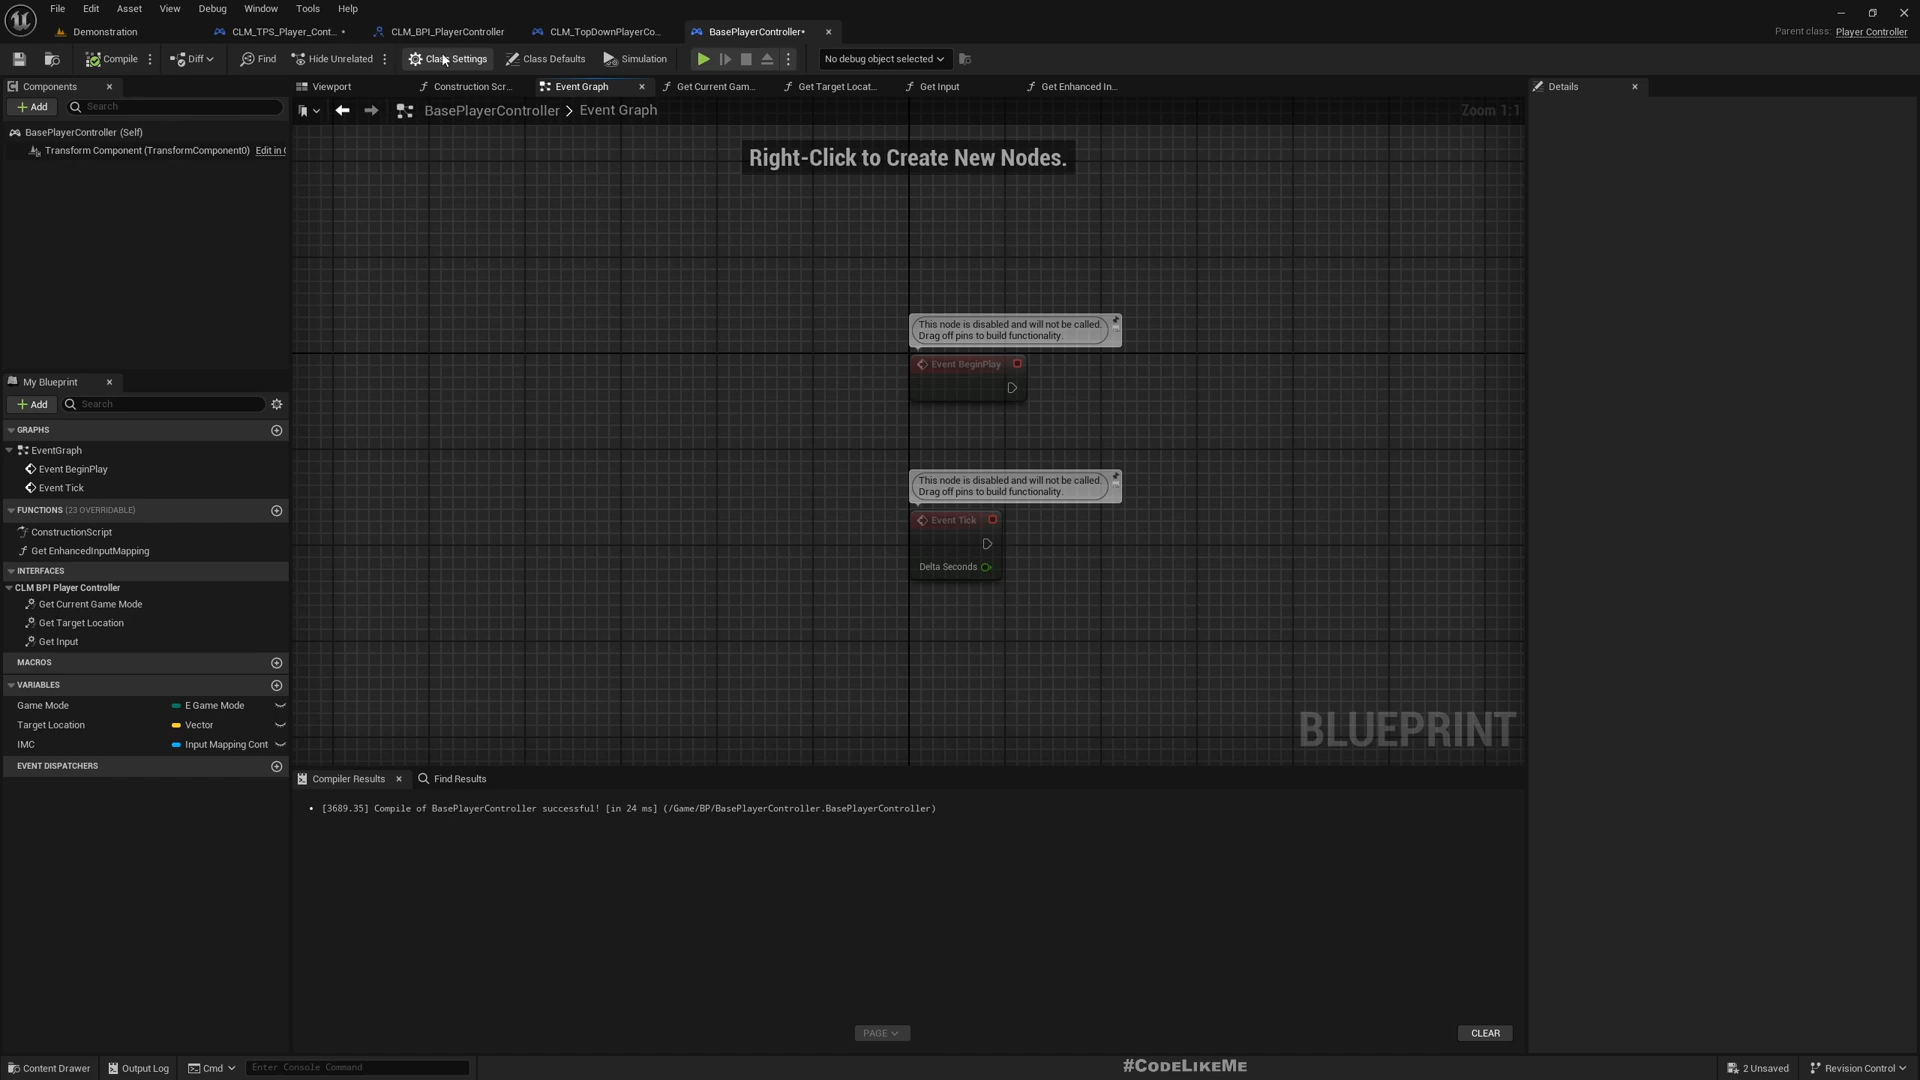 File Edit View Asset Debug Window Tools Help
Demonstration
CLM_TPS_Player_Cont... •
CLM_BPI_PlayerController
CLM_TopDownPlayerCo...
BasePlayerController•
Parent class: Player Controller
Compile
Diff
Find
Hide Unrelated
Settings
Class Defaults
Simulation
No debug object selected
Components
Viewport
Construction Scr...
Event Graph
Get Current Gam...
Get Target Locat...
Get Input
Get Enhanced In...
Details
Add
Search
BasePlayerController > Event Graph
Zoom 1:1
BasePlayerController (Self)
Transform Component (TransformComponent0) Edit in C
Right-Click to Create New Nodes.
This node is disabled and will not be called.
Drag off pins to build functionality.
Event BeginPlay
This node is disabled and will not be called.
Drag off pins to build functionality.
Event Tick
Delta Seconds
BLUEPRINT
My Blueprint
Add
Search
GRAPHS
EventGraph
Event BeginPlay
Event Tick
FUNCTIONS (23 OVERRIDABLE)
ConstructionScript
Get EnhancedInputMapping
INTERFACES
CLM BPI Player Controller
Get Current Game Mode
Get Target Location
Get Input
MACROS
VARIABLES
Game Mode E Game Mode
Target Location Vector
IMC Input Mapping Cont
EVENT DISPATCHERS
Compiler Results
Find Results
• [3689.35] Compile of BasePlayerController successful! [in 24 ms] (/Game/BP/BasePlayerController.BasePlayerController)
PAGE
CLEAR
Content Drawer
Output Log
Cmd
Enter Console Command
#CODELIKEME
2 Unsaved
Revision Control